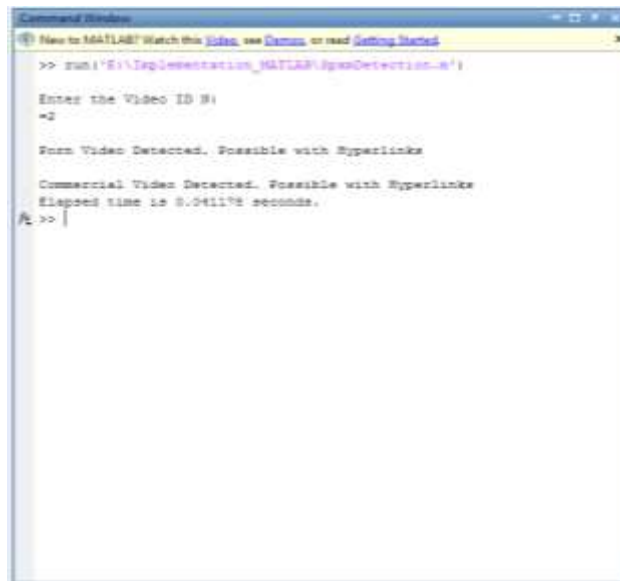 Command Window
New to MATLAB? Watch this Video, see Demos, or read Getting Started.
>> run('E:\Implementation_MATLAB\SpamDetection.m')
Enter the Video ID N:
=2
Porn Video Detected. Possible with Hyperlinks
Commercial Video Detected. Possible with Hyperlinks
Elapsed time is 0.041178 seconds.
fx >>